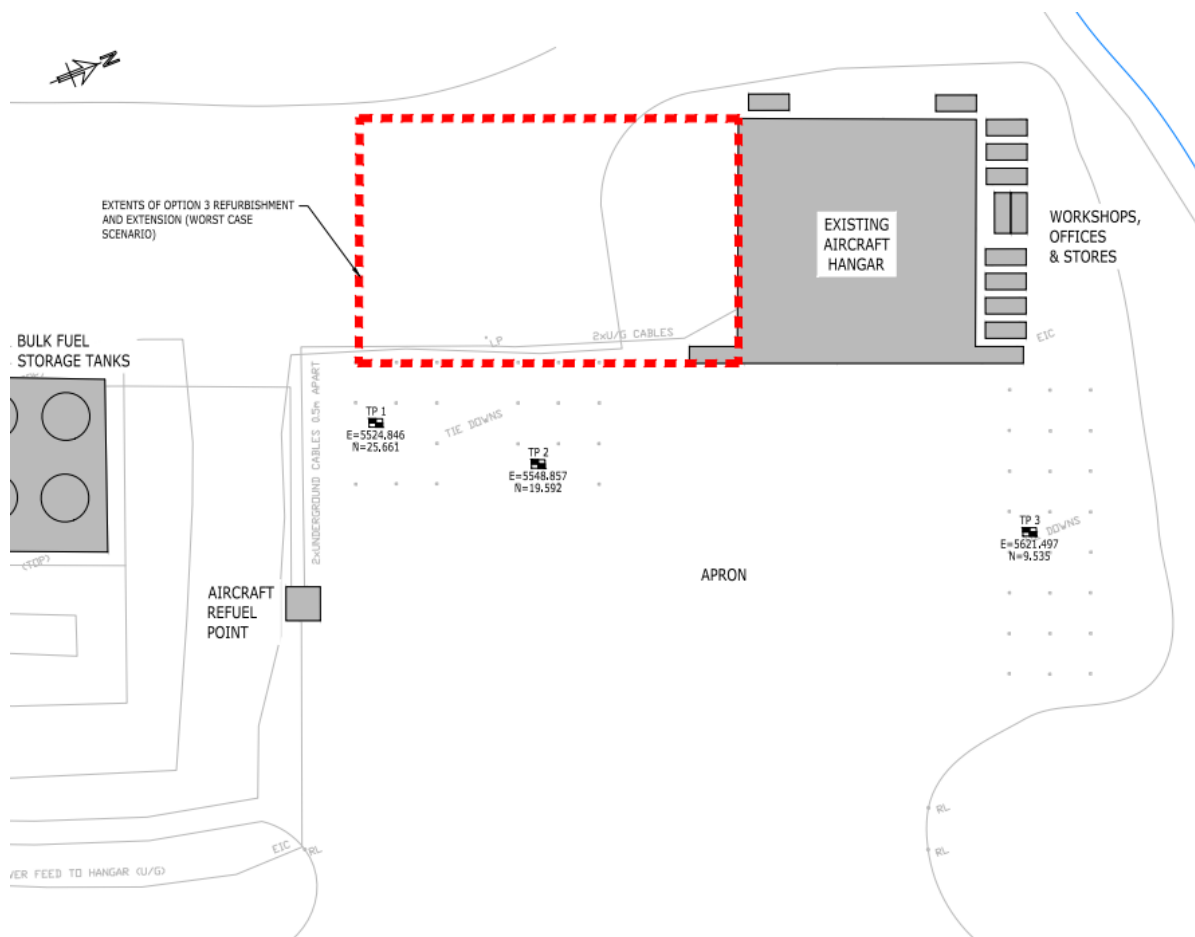 N
EXTENTS OF OPTION 3 REFURBISHMENT
AND EXTENSION (WORST CASE
SCENARIO)
EXISTING
AIRCRAFT
HANGAR
WORKSHOPS,
OFFICES
& STORES
2xU/G CABLES
LP
EIC
BULK FUEL
STORAGE TANKS
2xUNDERGROUND CABLES 0.5m APART
TP 1
E=5524.846
N=25.661
TIE DOWNS
TP 2
E=5548.857
N=19.592
TP 3
DOWNS
E=5621.497
N=9.535
(TOP)
APRON
AIRCRAFT
REFUEL
POINT
RL
RL
EIC
RL
FEED TO HANGAR (U/G)